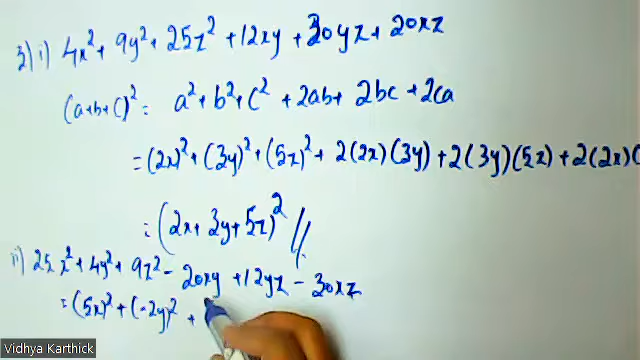 3) i) 4x² + 9y² + 25z² + 12xy + 30yz + 20xz
(a+b+c)² = a² + b² + c² + 2ab + 2bc + 2ca
= (2x)² + (3y)² + (5z)² + 2(2x)(3y) + 2(3y)(5z) + 2(2x)(
= (2x + 3y + 5z)² //
ii) 25x² + 4y² + 9z² - 20xy + 12yz - 30xz
= (5x)² + (-2y)² +
Vidhya Karthick